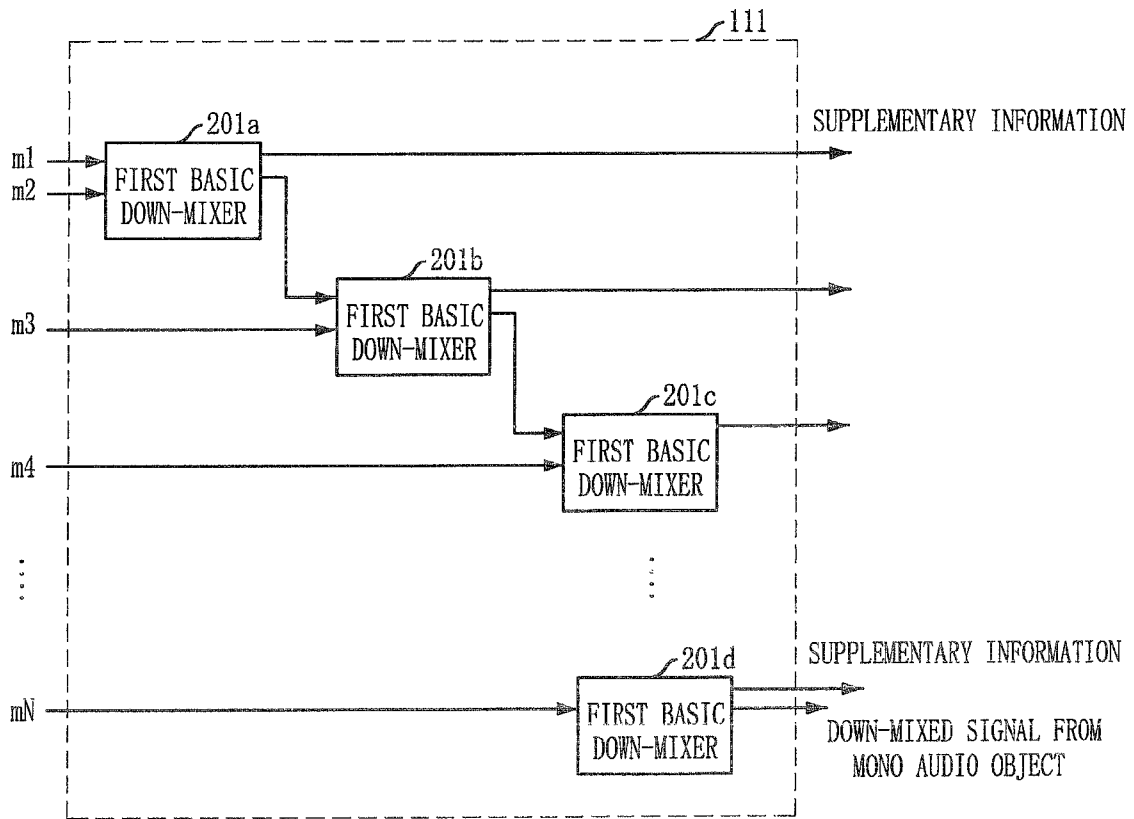 111
SUPPLEMENTARY INFORMATION
201a
m1
m2
FIRST BASIC
DOWN-MIXER
201b
m3
FIRST BASIC
DOWN-MIXER
201c
m4
FIRST BASIC
DOWN-MIXER
SUPPLEMENTARY INFORMATION
201d
mN
FIRST BASIC
DOWN-MIXER
DOWN-MIXED SIGNAL FROM
MONO AUDIO OBJECT